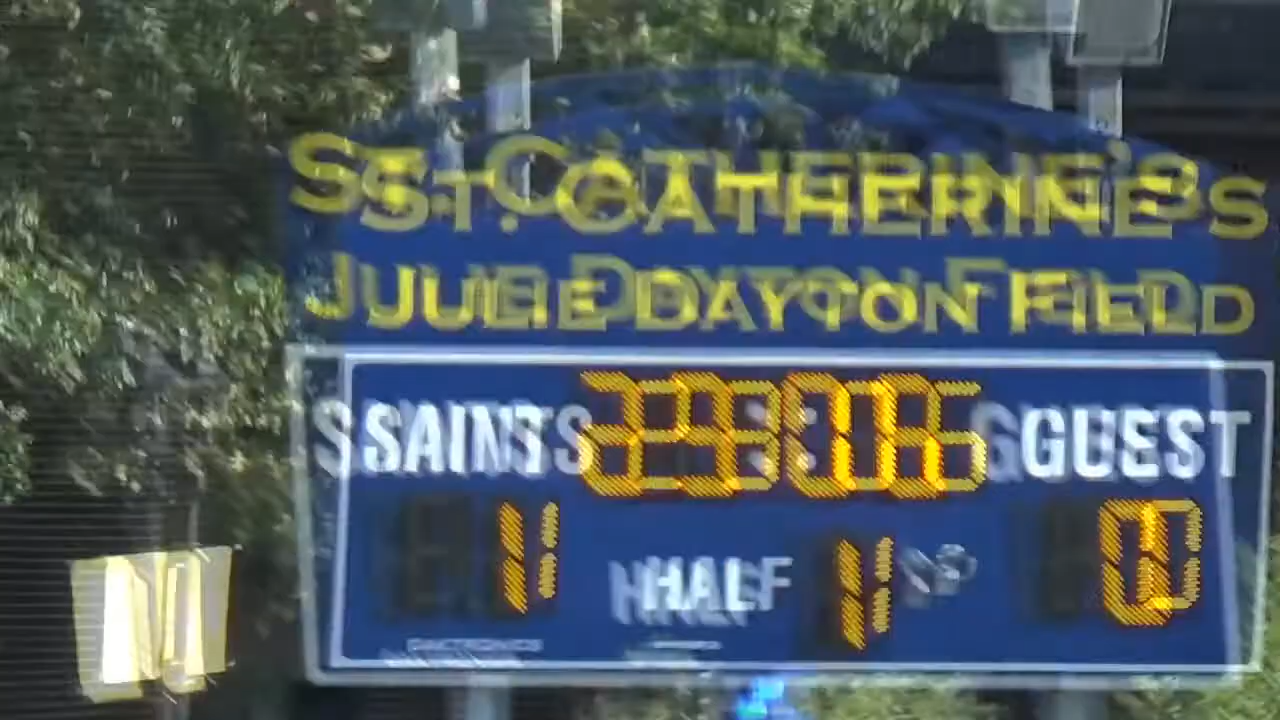 ST. CATHERINE'S
JULIE DAYTON FIELD
SAINTS GUEST
1 HALF 1 0